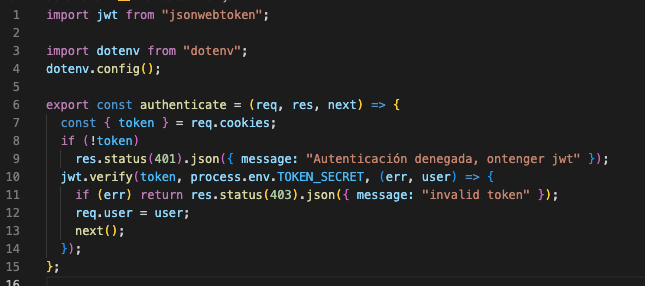 1 import jwt from "jsonwebtoken";
2
3 import dotenv from "dotenv";
4 dotenv.config();
5
6 export const authenticate = (req, res, next) => {
7 const { token } = req.cookies;
8 if (!token)
9 res.status(401).json({ message: "Autenticación denegada, ontenger jwt" });
10 jwt.verify(token, process.env.TOKEN_SECRET, (err, user) => {
11 if (err) return res.status(403).json({ message: "invalid token" });
12 req.user = user;
13 next();
14 });
15 };
16